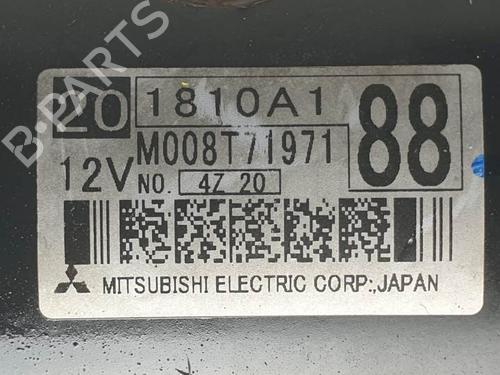 20 1810A1 88
12V M008T71971
NO. 4Z 20
MITSUBISHI ELECTRIC CORP.,JAPAN
B-PARTS